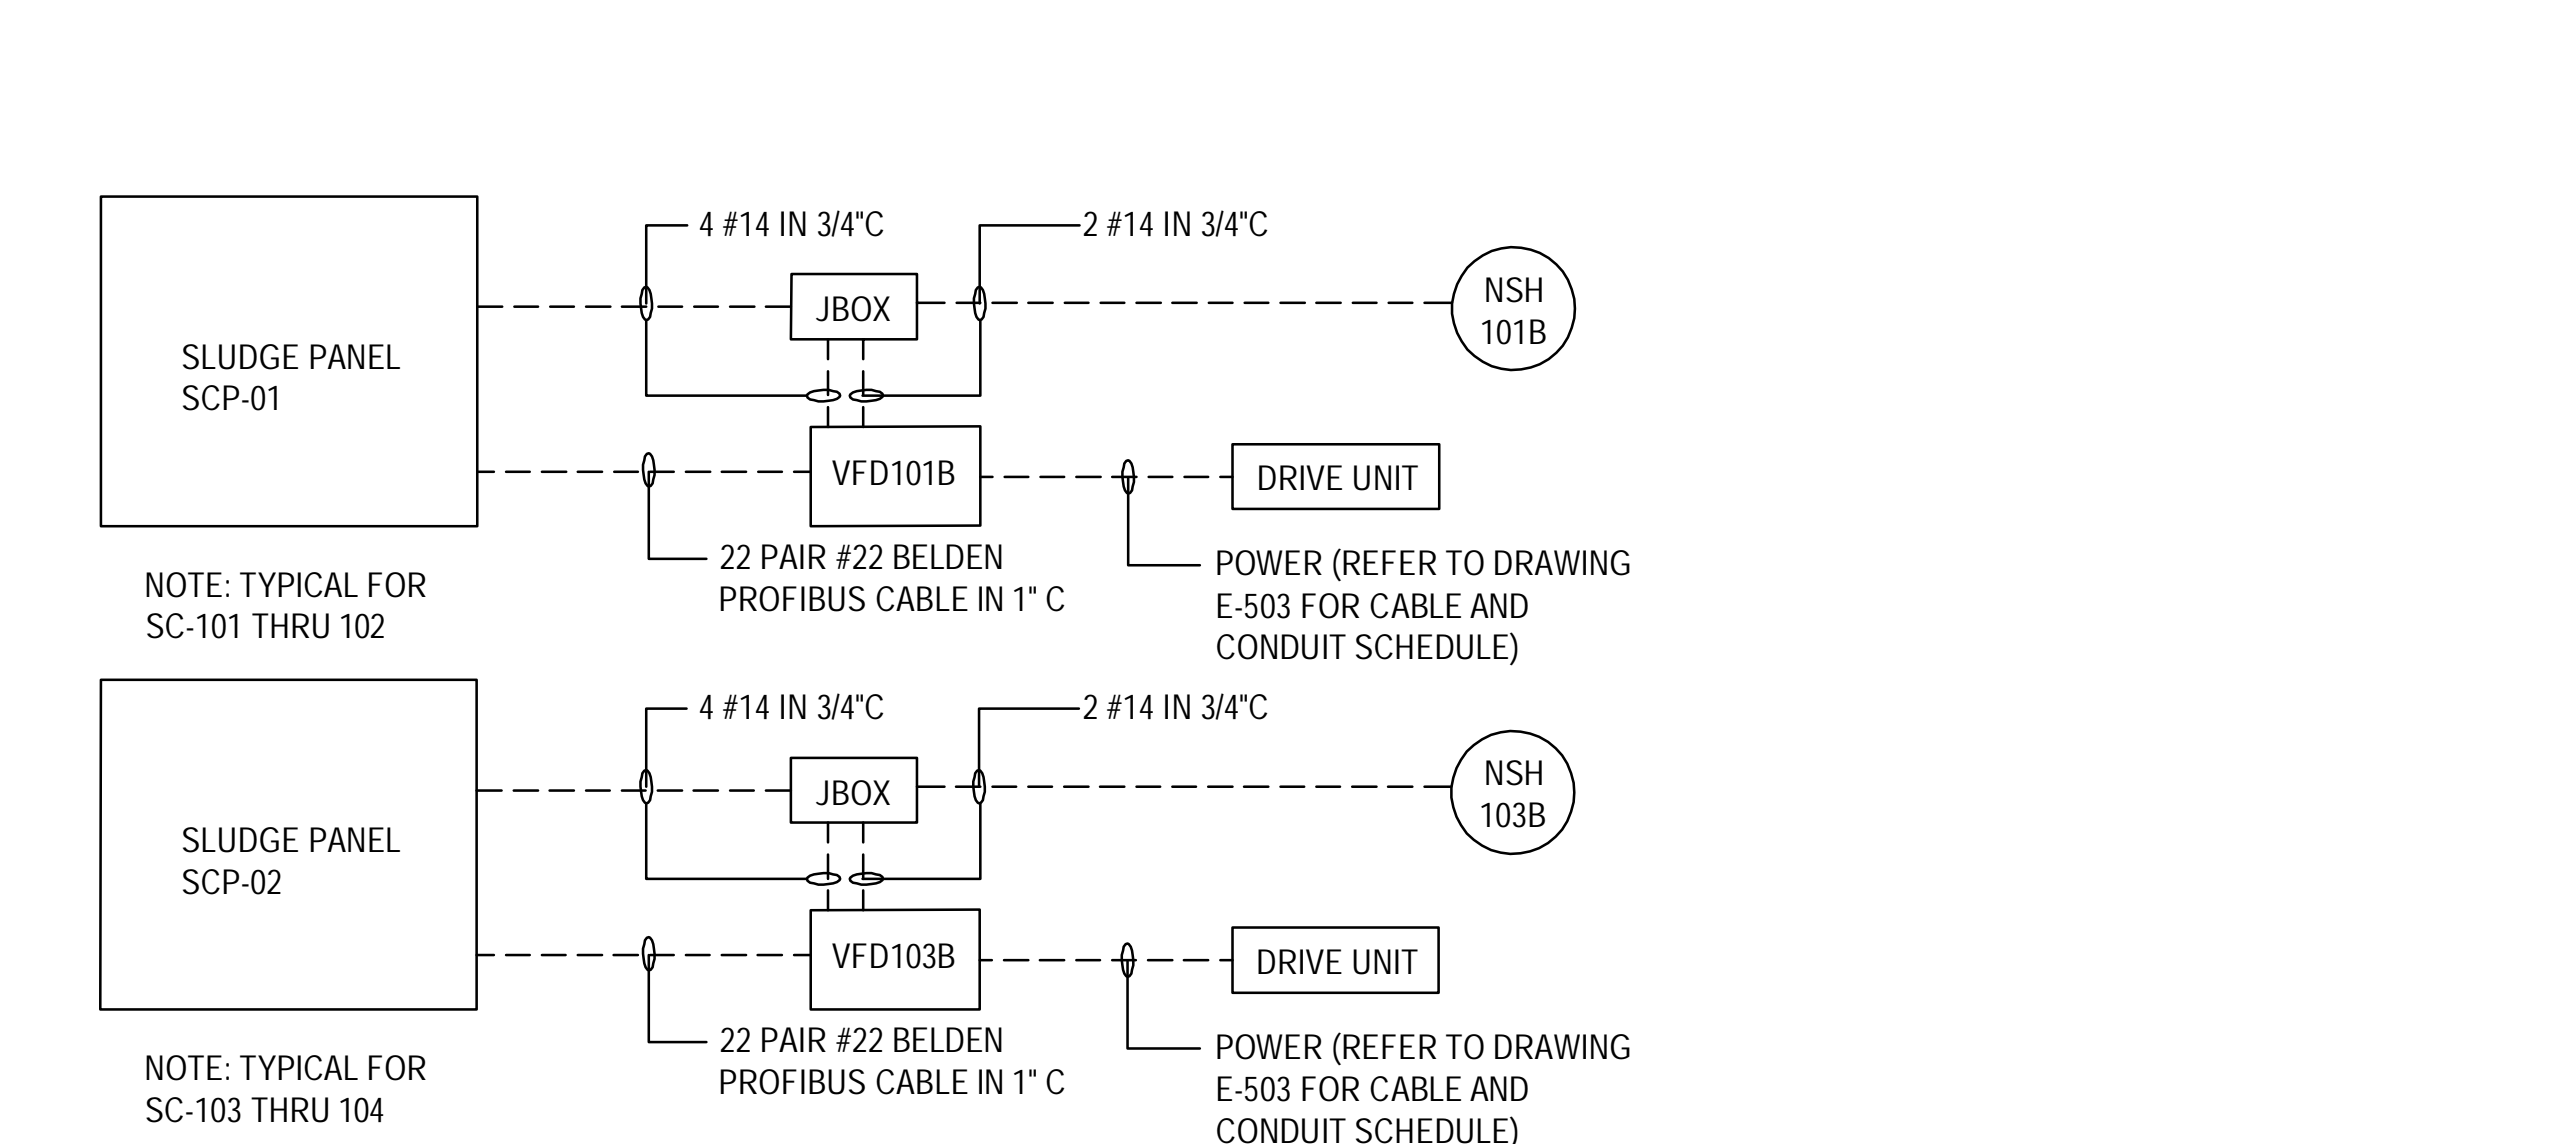 4 #14 IN 3/4"C
2 #14 IN 3/4"C
NSH
101B
JBOX
SLUDGE PANEL
SCP-01
VFD101B
DRIVE UNIT
22 PAIR #22 BELDEN
PROFIBUS CABLE IN 1" C
POWER (REFER TO DRAWING
E-503 FOR CABLE AND
CONDUIT SCHEDULE)
NOTE: TYPICAL FOR
SC-101 THRU 102
4 #14 IN 3/4"C
2 #14 IN 3/4"C
NSH
103B
JBOX
SLUDGE PANEL
SCP-02
VFD103B
DRIVE UNIT
22 PAIR #22 BELDEN
PROFIBUS CABLE IN 1" C
POWER (REFER TO DRAWING
E-503 FOR CABLE AND
CONDUIT SCHEDULE)
NOTE: TYPICAL FOR
SC-103 THRU 104